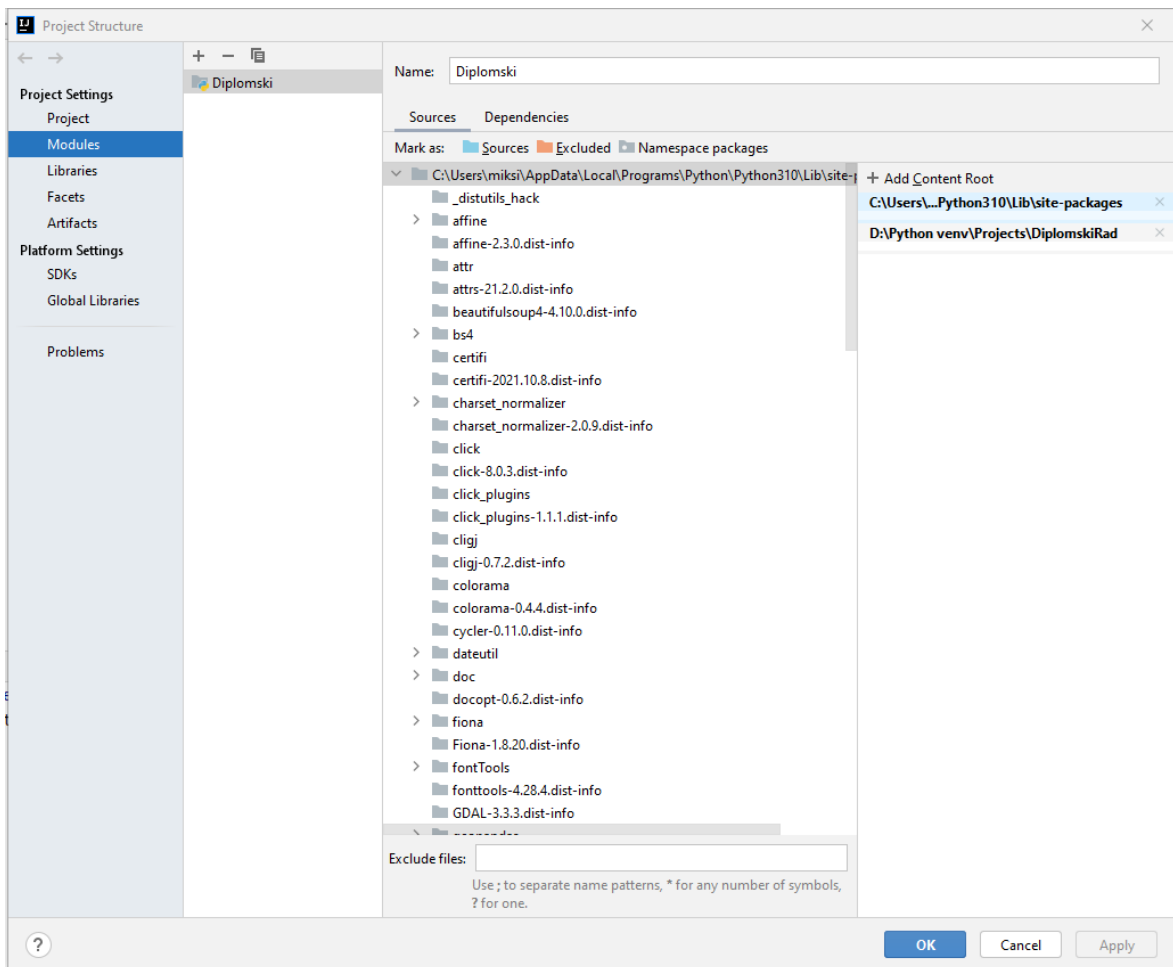 Project Structure
Project Settings
Project
Modules
Libraries
Facets
Artifacts
Platform Settings
SDKs
Global Libraries
Problems
Diplomski
Name: Diplomski
Sources Dependencies
Mark as: Sources Excluded Namespace packages
C:\Users\miksi\AppData\Local\Programs\Python\Python310\Lib\site-
_distutils_hack
affine
affine-2.3.0.dist-info
attr
attrs-21.2.0.dist-info
beautifulsoup4-4.10.0.dist-info
bs4
certifi
certifi-2021.10.8.dist-info
charset_normalizer
charset_normalizer-2.0.9.dist-info
click
click-8.0.3.dist-info
click_plugins
click_plugins-1.1.1.dist-info
cligj
cligj-0.7.2.dist-info
colorama
colorama-0.4.4.dist-info
cycler-0.11.0.dist-info
dateutil
doc
docopt-0.6.2.dist-info
fiona
Fiona-1.8.20.dist-info
fontTools
fonttools-4.28.4.dist-info
GDAL-3.3.3.dist-info
Exclude files:
Use ; to separate name patterns, * for any number of symbols,
? for one.
+ Add Content Root
C:\Users\...Python310\Lib\site-packages
D:\Python venv\Projects\DiplomskiRad
?
OK Cancel Apply